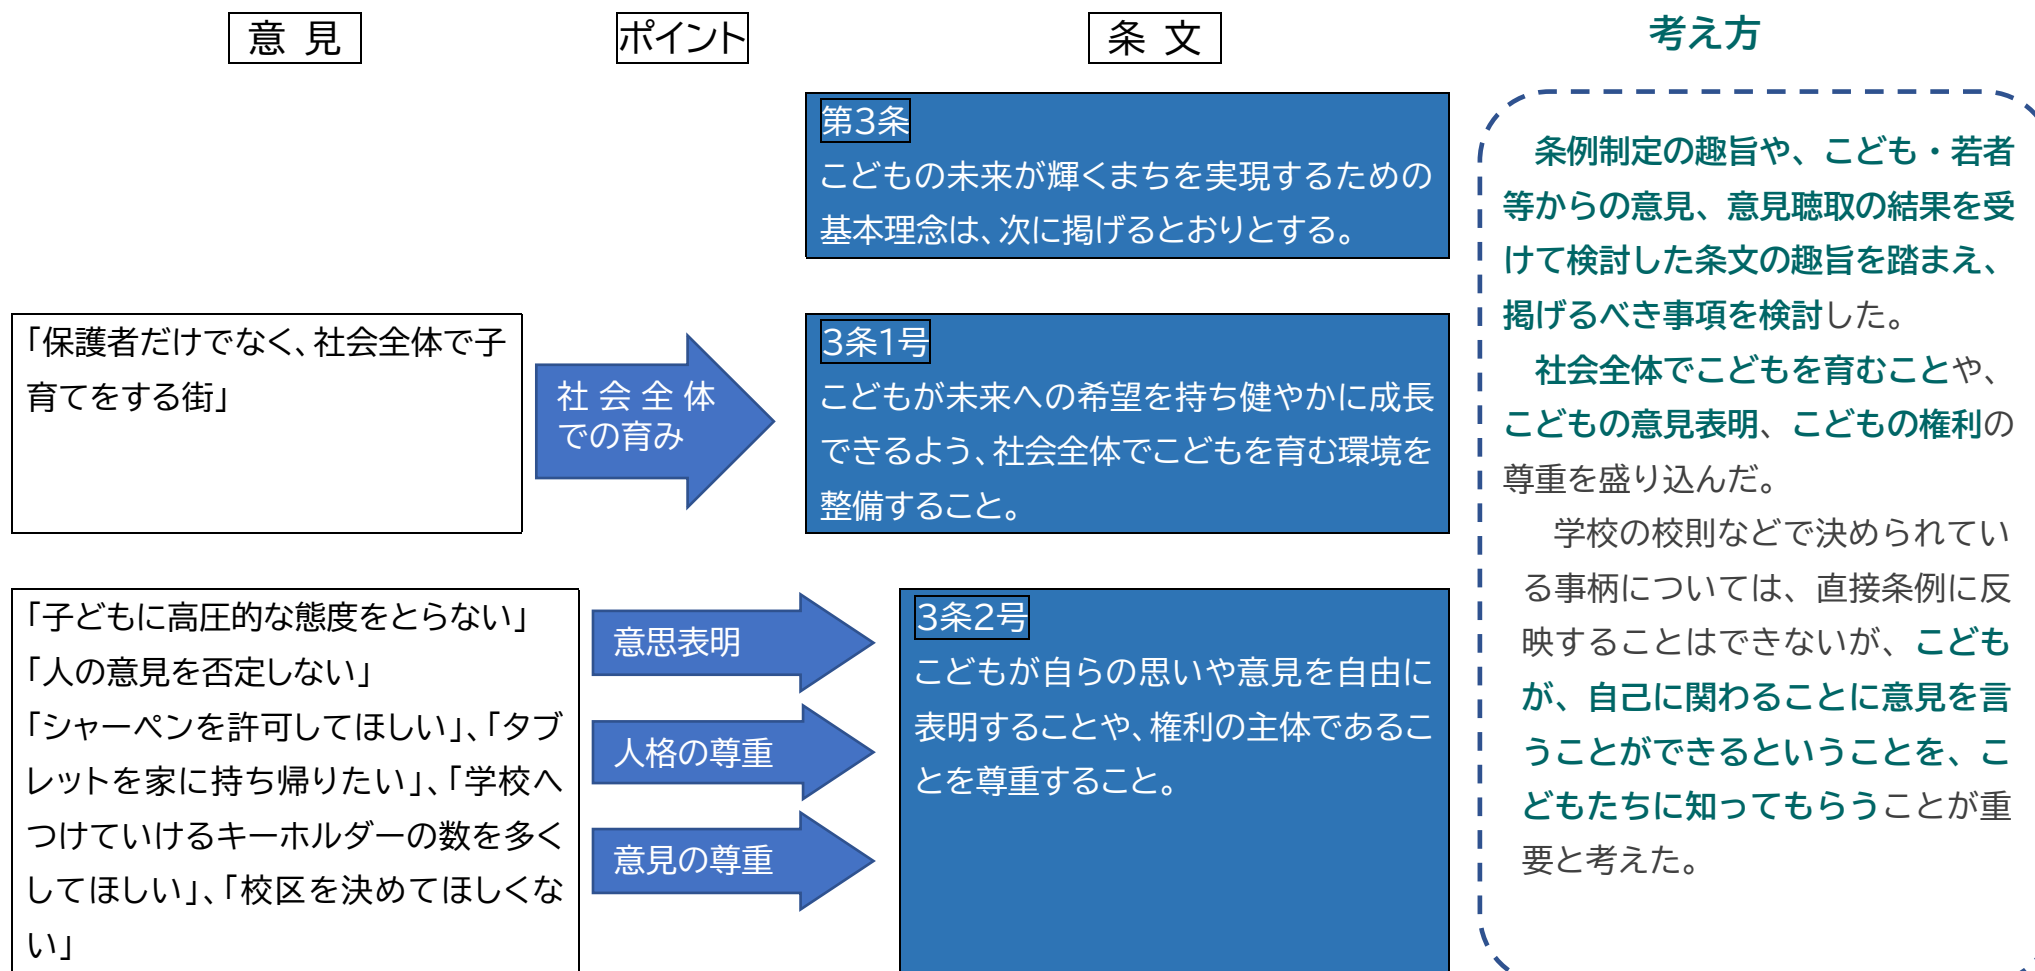 意 見
ポイント
条 文
考え方
第3条
こどもの未来が輝くまちを実現するための
基本理念は、次に掲げるとおりとする。
「保護者だけでなく、社会全体で子
育てをする街」
社 会 全 体
での育み
3条1号
こどもが未来への希望を持ち健やかに成長
できるよう、社会全体でこどもを育む環境を
整備すること。
「子どもに高圧的な態度をとらない」
「人の意見を否定しない」
「シャーペンを許可してほしい」、「タブ
レットを家に持ち帰りたい」、「学校へ
つけていけるキーホルダーの数を多く
してほしい」、「校区を決めてほしくな
い」
意思表明
人格の尊重
意見の尊重
3条2号
こどもが自らの思いや意見を自由に
表明することや、権利の主体であるこ
とを尊重すること。
条例制定の趣旨や、こども・若者
等からの意見、意見聴取の結果を受
けて検討した条文の趣旨を踏まえ、
掲げるべき事項を検討した。
社会全体でこどもを育むことや、
こどもの意見表明、こどもの権利の
尊重を盛り込んだ。
学校の校則などで決められてい
る事柄については、直接条例に反
映することはできないが、こども
が、自己に関わることに意見を言
うことができるということを、こ
どもたちに知ってもらうことが重
要と考えた。